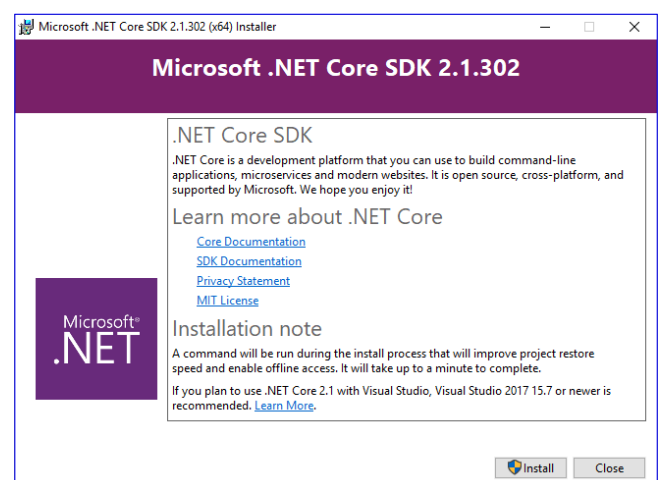 Microsoft .NET Core SDK 2.1.302 (x64) Installer
Microsoft .NET Core SDK 2.1.302
.NET Core SDK
.NET Core is a development platform that you can use to build command-line
applications, microservices and modern websites. It is open source, cross-platform, and
supported by Microsoft. We hope you enjoy it!
Learn more about .NET Core
Core Documentation
SDK Documentation
Privacy Statement
MIT License
Microsoft®
.NET
Installation note
A command will be run during the install process that will improve project restore
speed and enable offline access. It will take up to a minute to complete.
If you plan to use .NET Core 2.1 with Visual Studio, Visual Studio 2017 15.7 or newer is
recommended. Learn More.
Install
Close